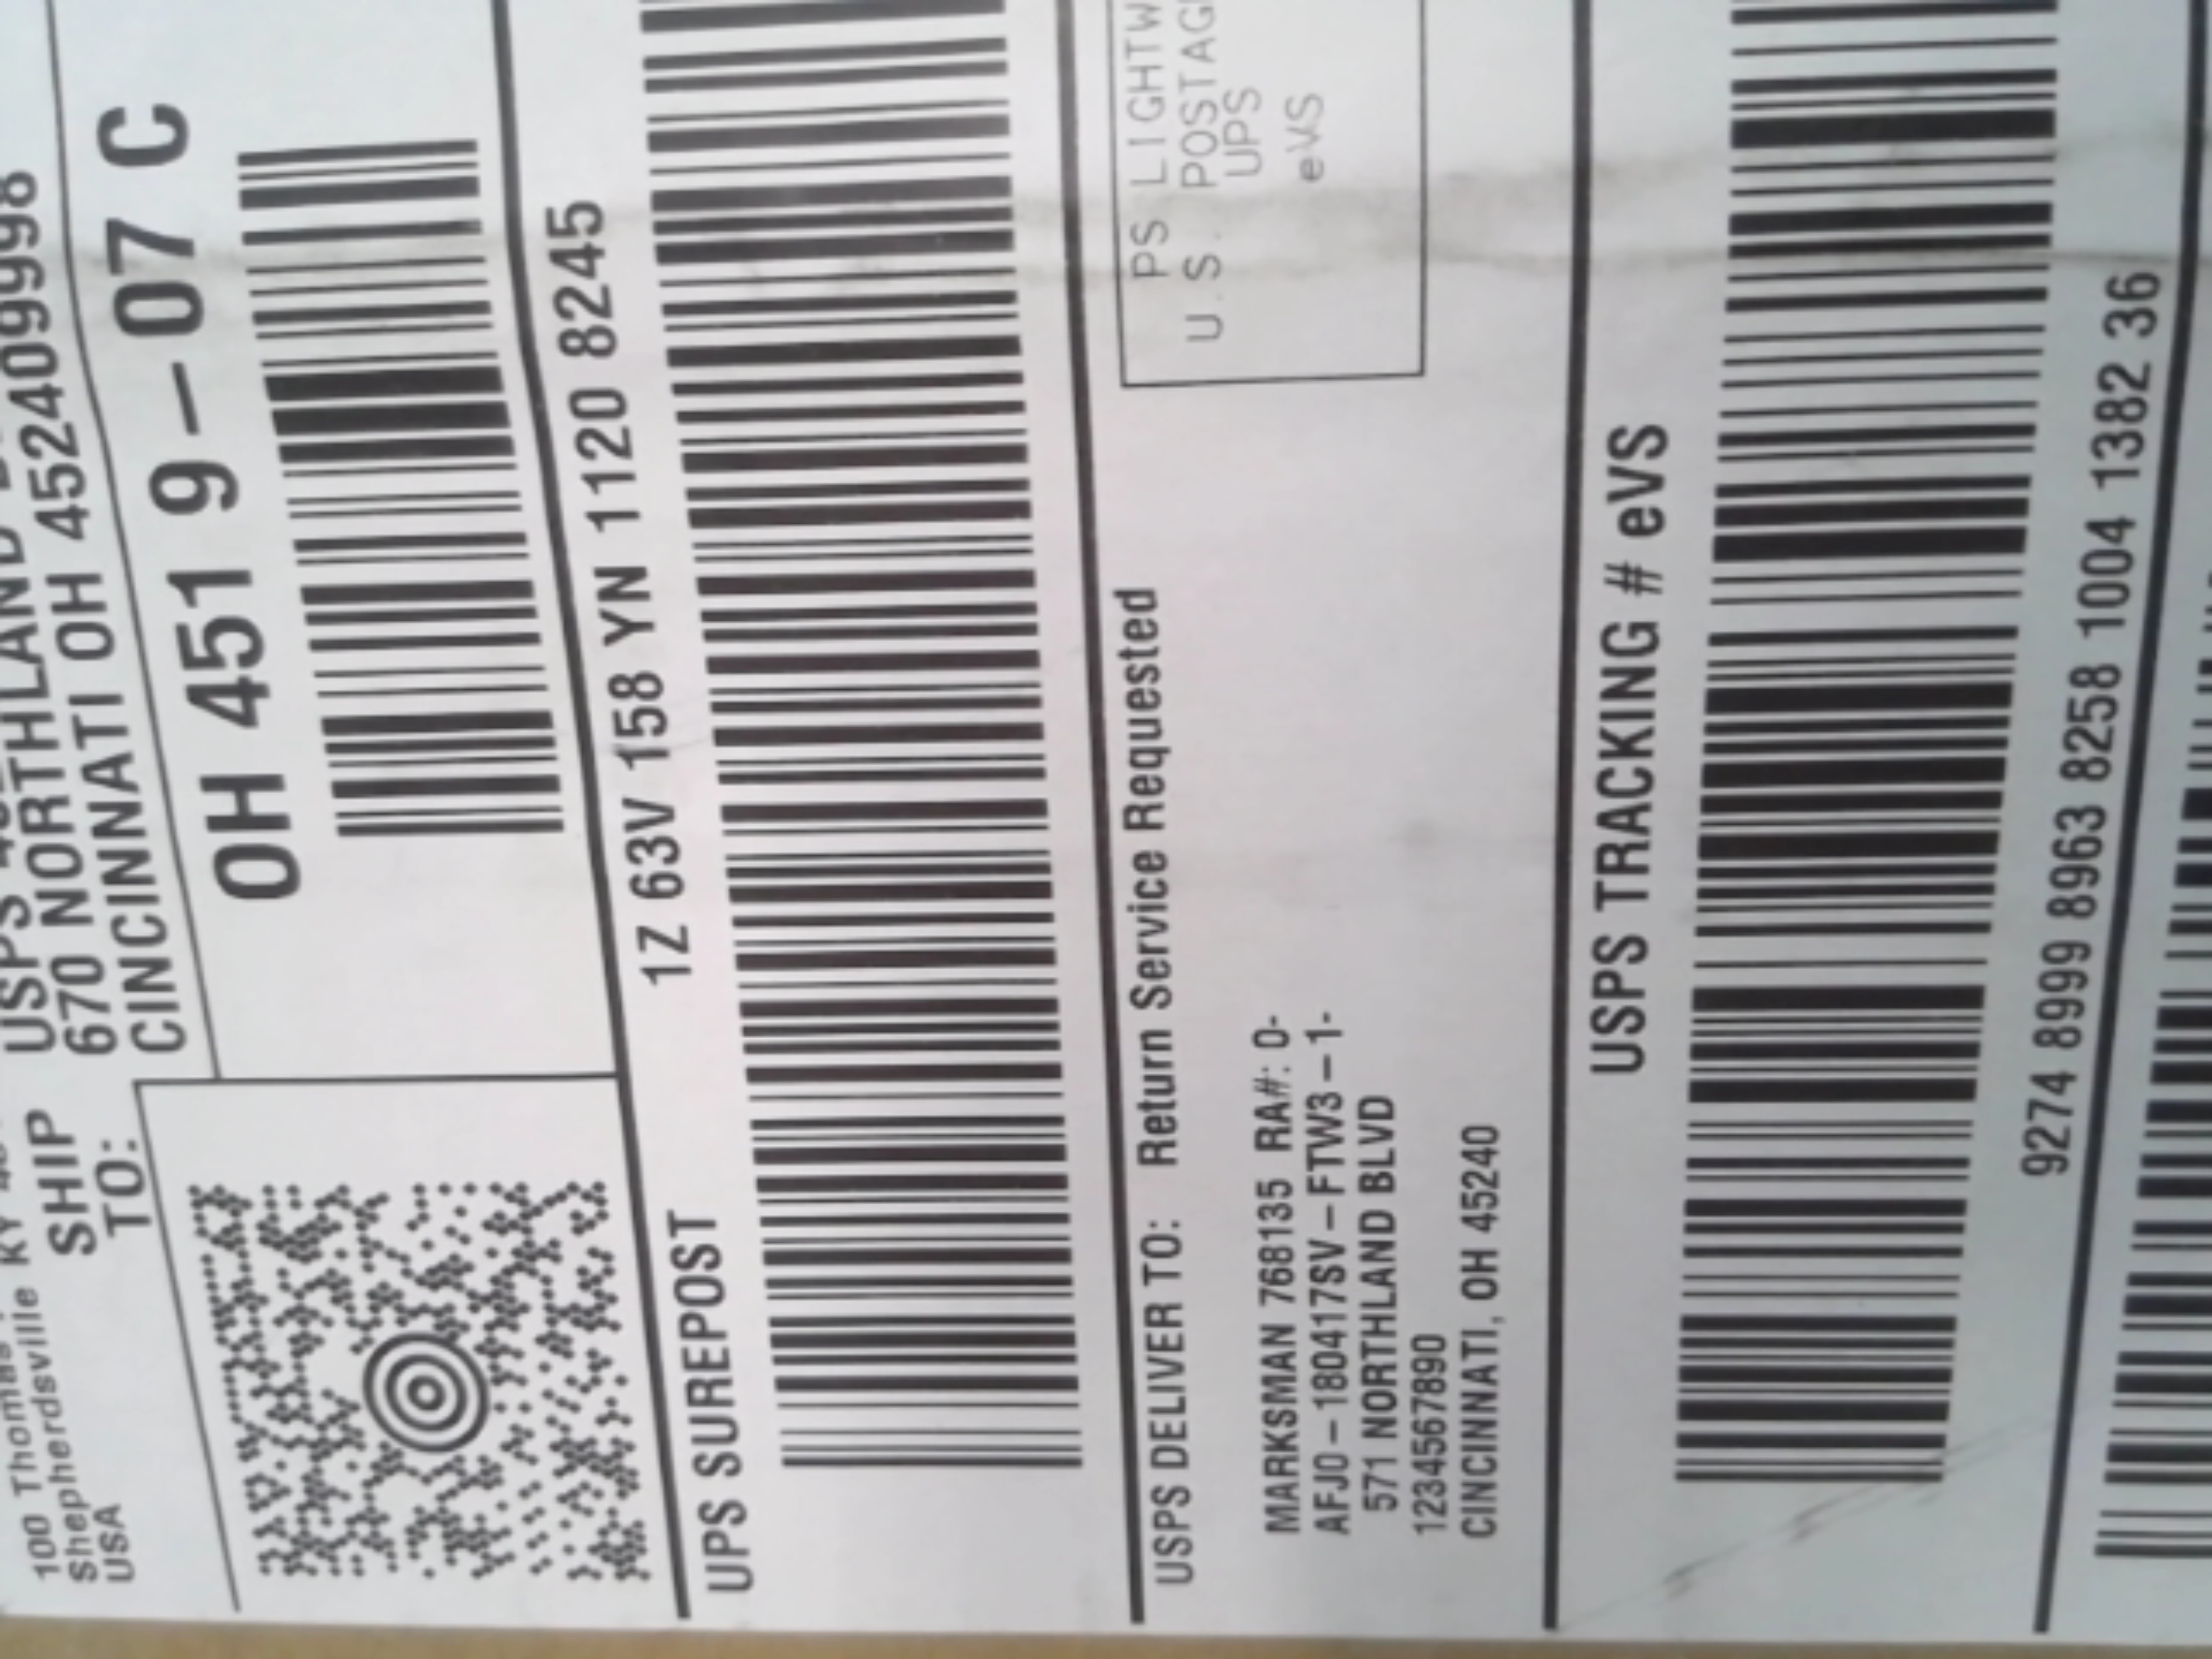 100 Thomas P
Shepherdsville KY
USA
SHIP
TO:
USPS
670 NORTHLAND
CINCINNATI OH 452409998
OH 451 9-07 C
UPS SUREPOST
1Z 63V 158 YN 1120 8245
USPS DELIVER TO: Return Service Requested
PS LIGHTW
U.S. POSTAG
UPS
eVS
MARKSMAN 768135 RA#: 0-
AFJ0-180417SV-FTW3-1-
571 NORTHLAND BLVD
1234567890
CINCINNATI, OH 45240
USPS TRACKING # eVS
9274 8999 8963 8258 1004 1382 36